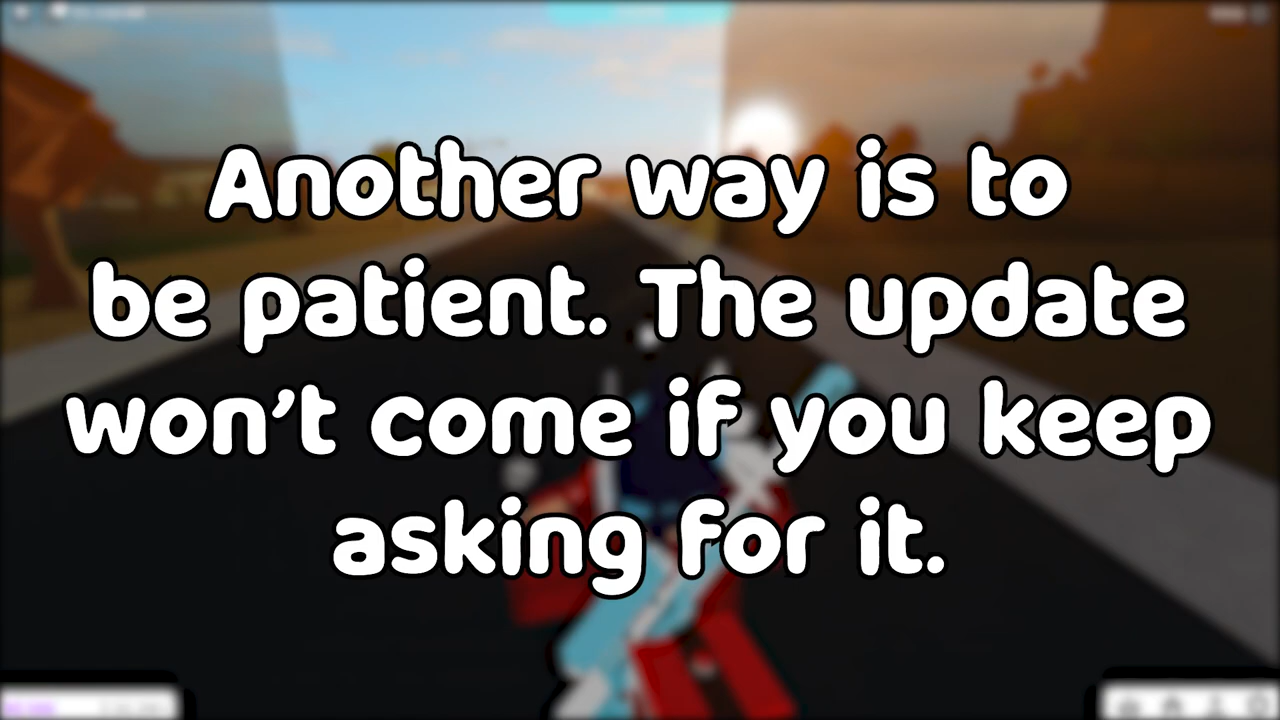 Another way is to
be patient. The update
won’t come if you keep
asking for it.